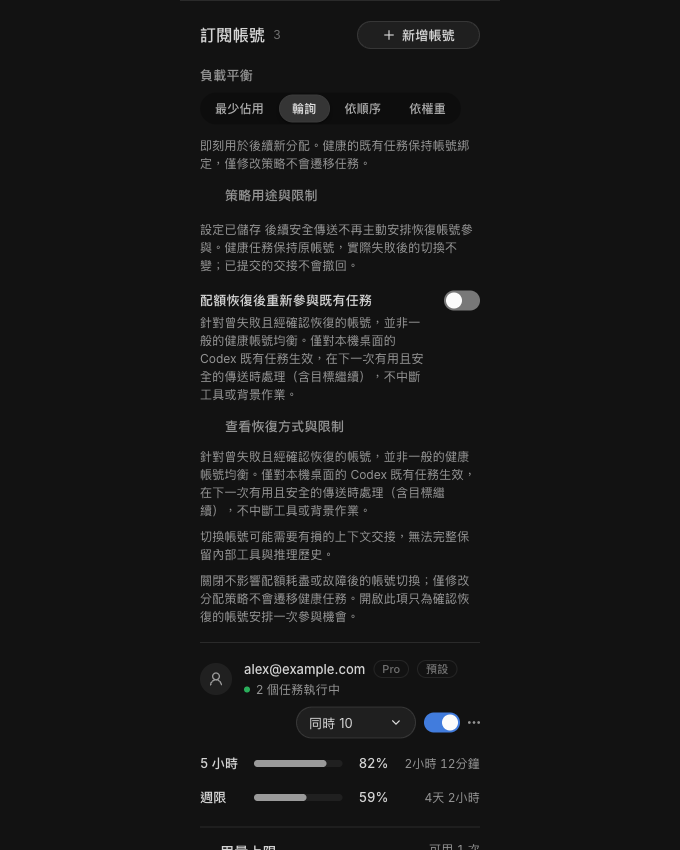 訂閱帳號 3
＋ 新增帳號
負載平衡
最少佔用 輪詢 依順序 依權重
即刻用於後續新分配。健康的既有任務保持帳號綁
定，僅修改策略不會遷移任務。
策略用途與限制
設定已儲存 後續安全傳送不再主動安排恢復帳號參
與。健康任務保持原帳號，實際失敗後的切換不
變；已提交的交接不會撤回。
配額恢復後重新參與既有任務
針對曾失敗且經確認恢復的帳號，並非一
般的健康帳號均衡。僅對本機桌面的
Codex 既有任務生效，在下一次有用且安
全的傳送時處理（含目標繼續），不中斷
工具或背景作業。
查看恢復方式與限制
針對曾失敗且經確認恢復的帳號，並非一般的健康
帳號均衡。僅對本機桌面的 Codex 既有任務生效，
在下一次有用且安全的傳送時處理（含目標繼
續），不中斷工具或背景作業。
切換帳號可能需要有損的上下文交接，無法完整保
留內部工具與推理歷史。
關閉不影響配額耗盡或故障後的帳號切換；僅修改
分配策略不會遷移健康任務。開啟此項只為確認恢
復的帳號安排一次參與機會。
alex@example.com Pro 預設
2 個任務執行中
同時 10
5 小時 82% 2小時 12分鐘
週限 59% 4天 2小時
用量上限 可用 1 次